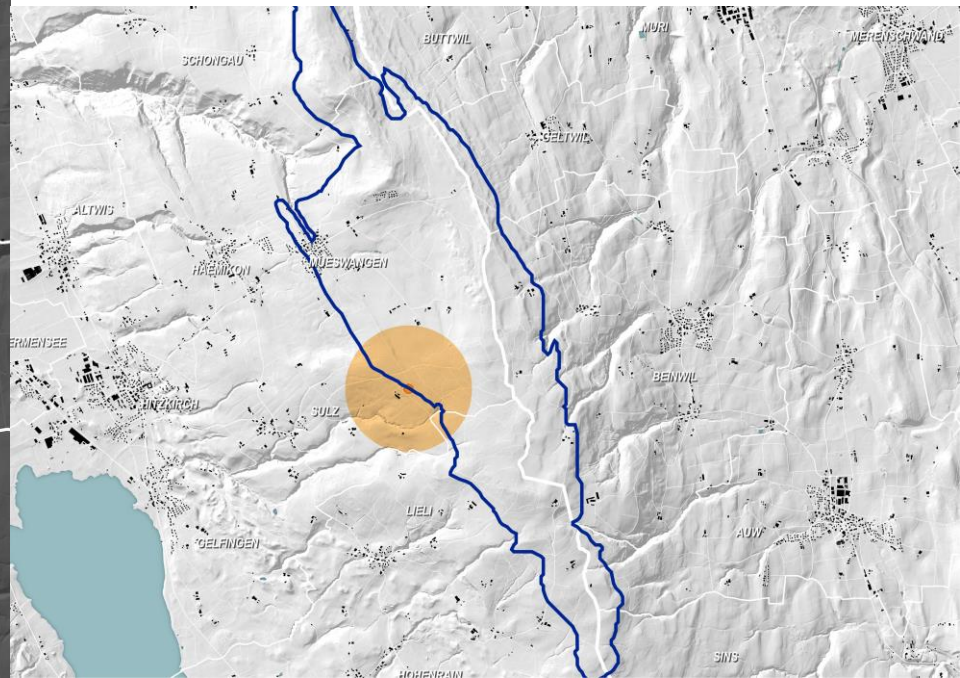 BUTTWIL
MURI
MERENSCHWAND
SCHONGAU
GELTWIL
ALTWIS
HAEMIKON
MUESWANGEN
ERMENSEE
BEINWIL
HITZKIRCH
SULZ
LIELI
AUW
GELFINGEN
SINS
HOHENRAIN